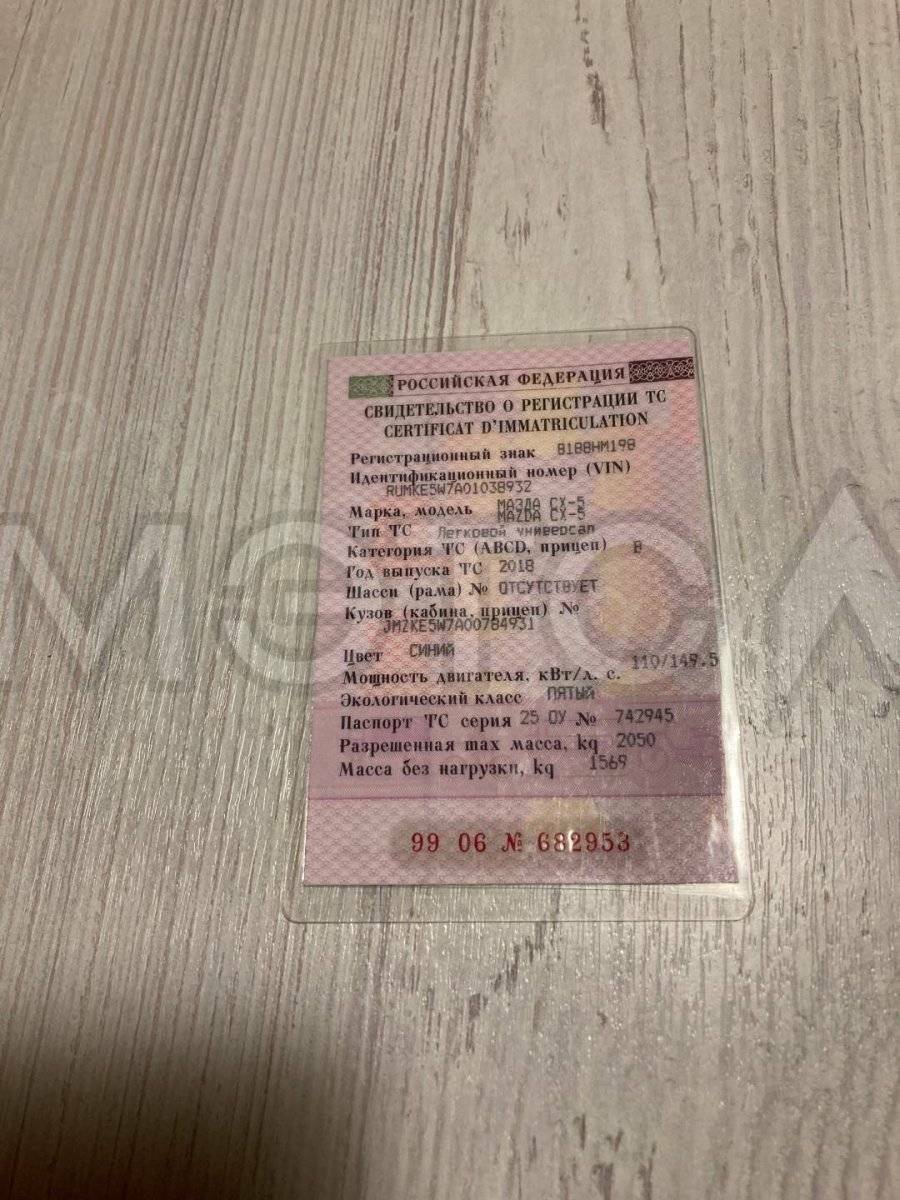 РОССИЙСКАЯ ФЕДЕРАЦИЯ
СВИДЕТЕЛЬСТВО О РЕГИСТРАЦИИ ТС
CERTIFICAT D'IMMATRICULATION
Регистрационный знак В188НМ198
Идентификационный номер (VIN)
RUMKE5W7A01038932
Марка, модель МАЗДА СХ-5
MAZDA CX-5
Тип ТС Легковой универсал
Категория ТС (ABCD, прицеп) В
Год выпуска ТС 2018
Шасси (рама) № ОТСУТСТВУЕТ
Кузов (кабина, прицеп) №
JMZKE5W7A00784931
Цвет СИНИЙ
Мощность двигателя, кВт/л. с. 110/149.5
Экологический класс ПЯТЫЙ
Паспорт ТС серия 25 ОУ № 742945
Разрешенная max масса, kg 2050
Масса без нагрузки, kg 1569
99 06 № 682953